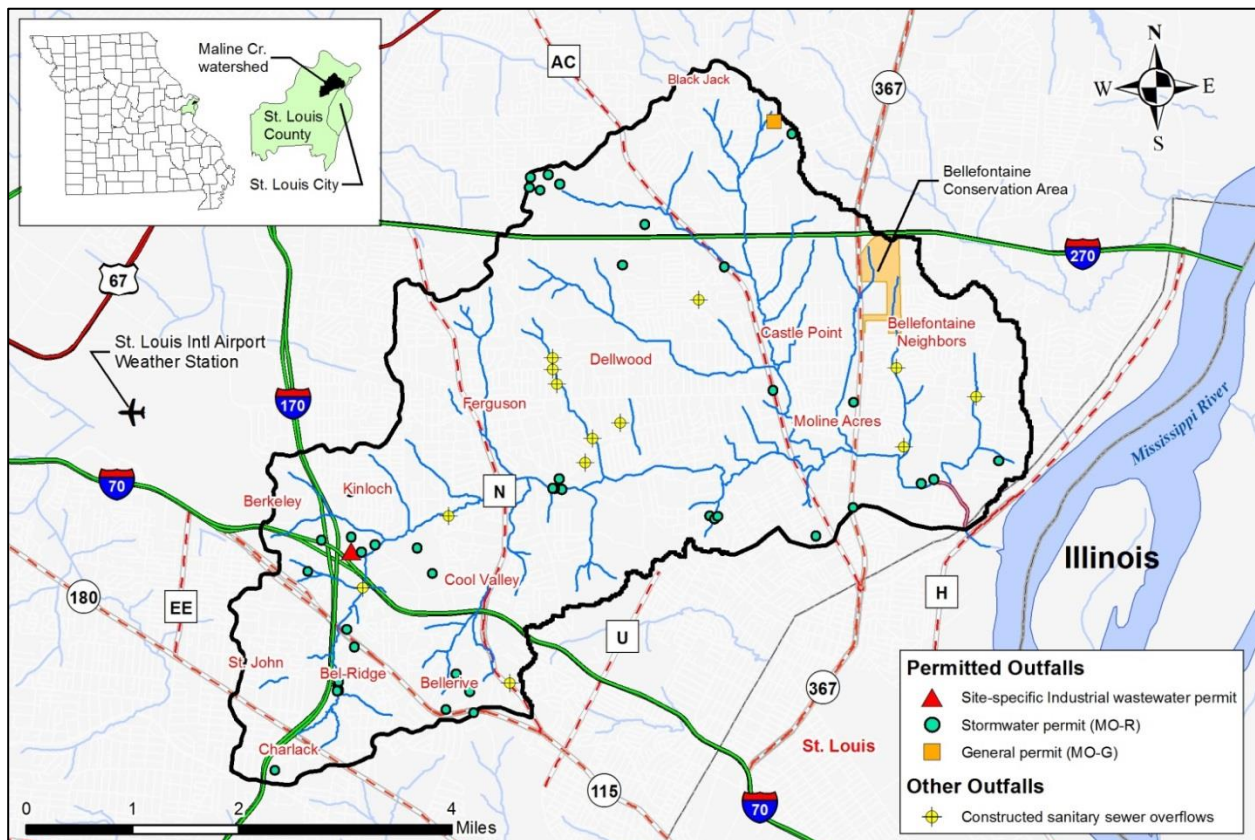 Maline Cr.
watershed
St. Louis
County
St. Louis City
AC
Black Jack
367
N
W
E
S
Bellefontaine
Conservation Area
67
270
St. Louis Intl Airport
Weather Station
170
Castle Point
Bellefontaine
Neighbors
Dellwood
Ferguson
Moline Acres
Mississippi River
70
Berkeley
Kinloch
N
Illinois
Cool Valley
180
EE
U
H
St. John
Bel-Ridge
Bellerive
367
Charlack
St. Louis
115
70
0
2
4
Miles
Permitted Outfalls
Site-specific Industrial wastewater permit
Stormwater permit (MO-R)
General permit (MO-G)
Other Outfalls
Constructed sanitary sewer overflows